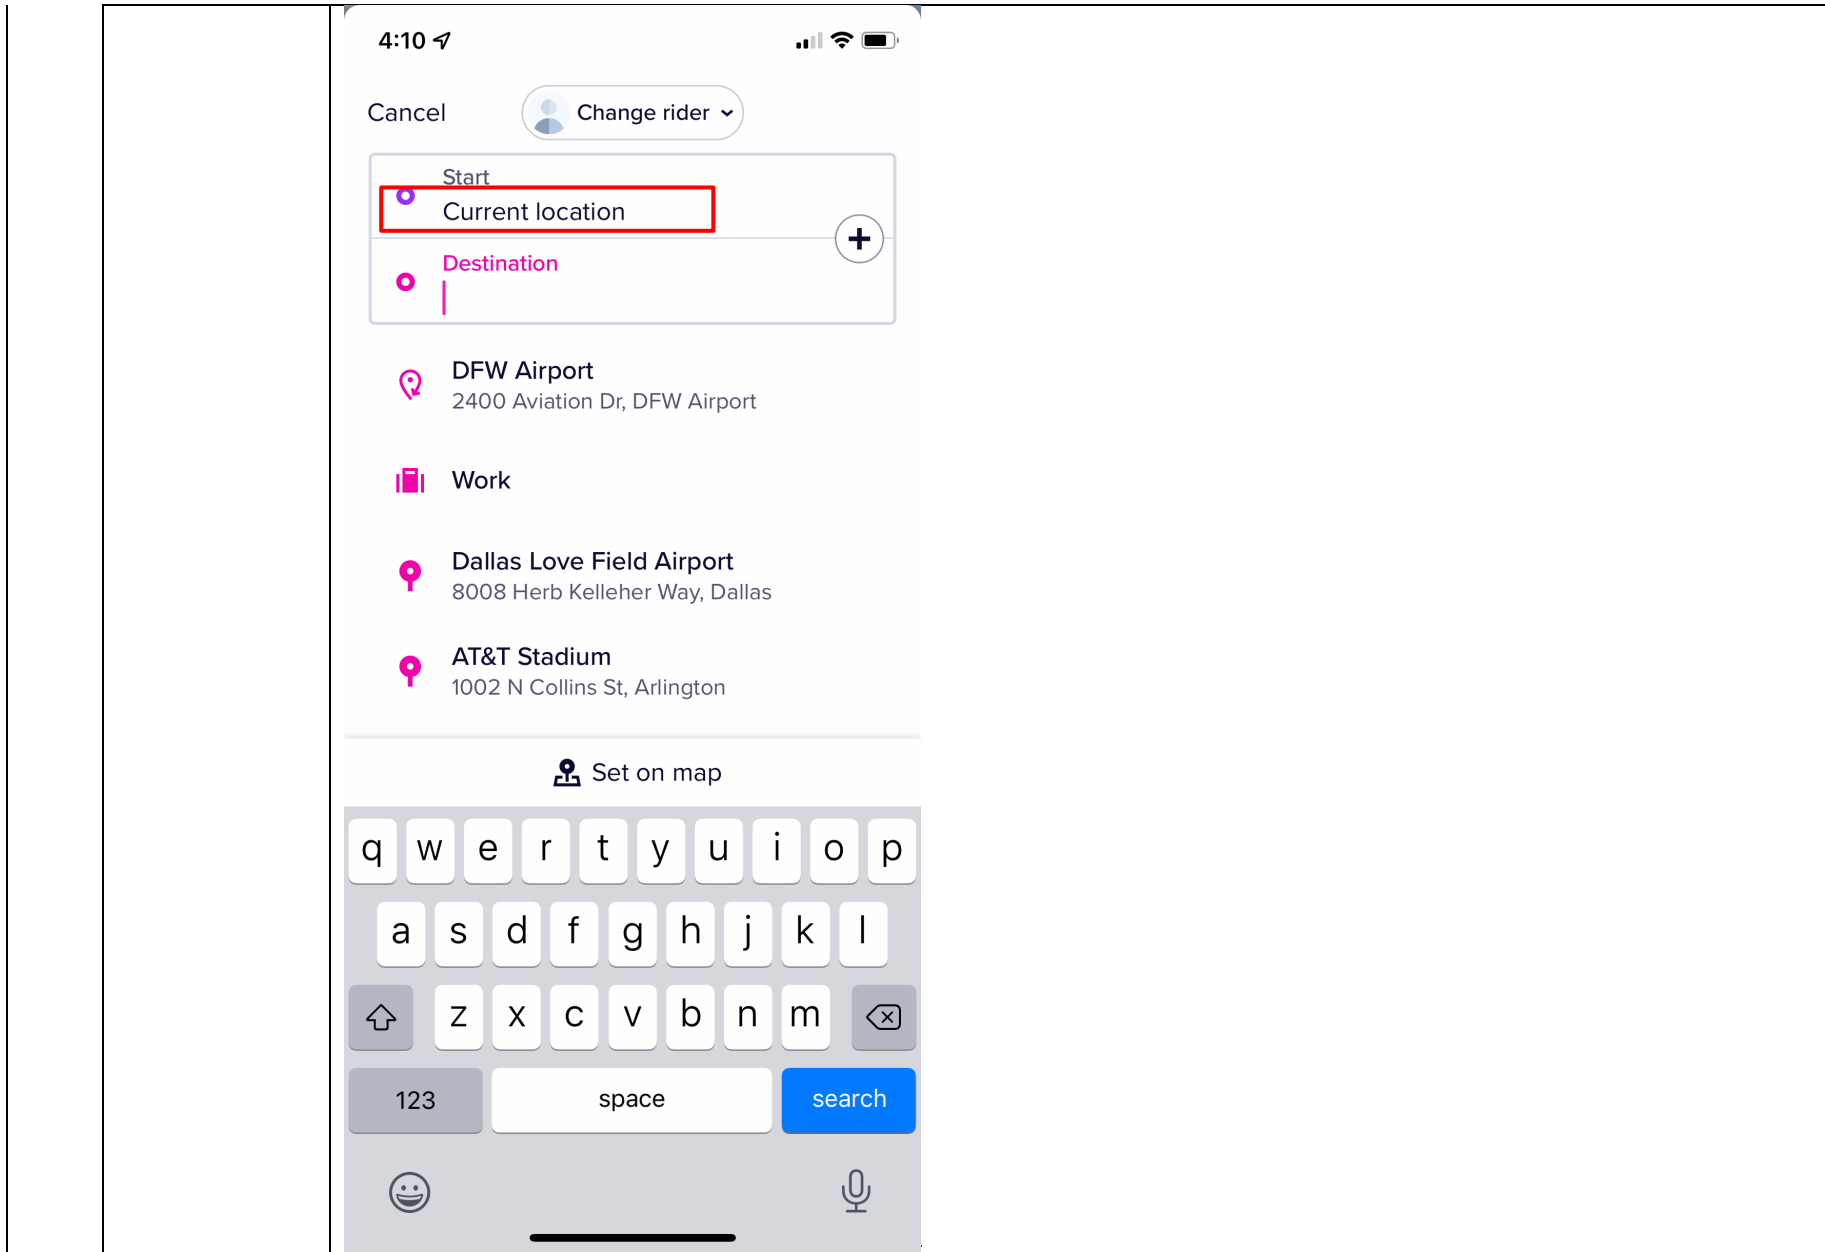 4:10
Cancel
Change rider
Start
Current location
Destination
DFW Airport
2400 Aviation Dr, DFW Airport
Work
Dallas Love Field Airport
8008 Herb Kelleher Way, Dallas
AT&T Stadium
1002 N Collins St, Arlington
Set on map
q w e r t y u i o p
a s d f g h j k l
z x c v b n m
123 space search